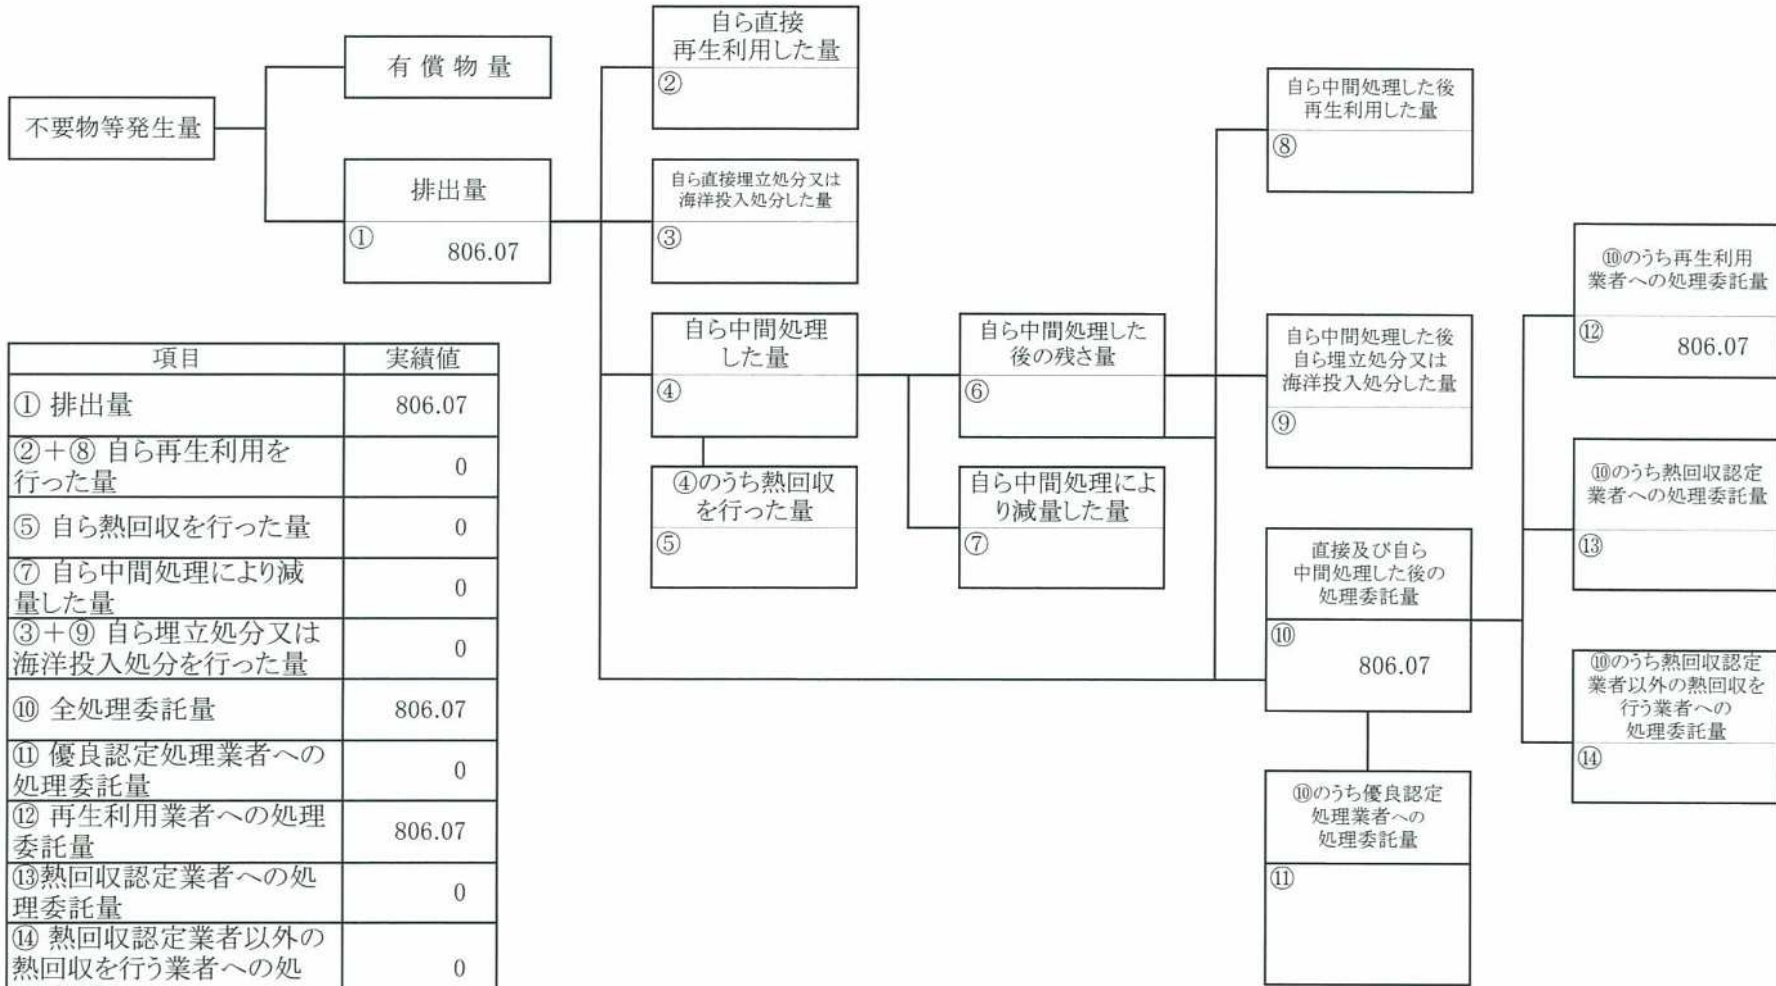 不要物等発生量
有償物量
排出量
①
806.07
自ら直接
再生利用した量
②
自ら直接埋立処分又は
海洋投入処分した量
③
自ら中間処理
した量
④
④のうち熱回収
を行った量
⑤
自ら中間処理した
後の残さ量
⑥
自ら中間処理によ
り減量した量
⑦
自ら中間処理した後
再生利用した量
⑧
自ら中間処理した後
自ら埋立処分又は
海洋投入処分した量
⑨
直接及び自ら
中間処理した後の
処理委託量
⑩
806.07
⑩のうち優良認定
処理業者への
処理委託量
⑪
⑩のうち再生利用
業者への処理委託量
⑫
806.07
⑩のうち熱回収認定
業者への処理委託量
⑬
⑩のうち熱回収認定
業者以外の熱回収を
行う業者への
処理委託量
⑭
項目 実績値
① 排出量 806.07
②+⑧ 自ら再生利用を
行った量 0
⑤ 自ら熱回収を行った量 0
⑦ 自ら中間処理により減
量した量 0
③+⑨ 自ら埋立処分又は
海洋投入処分を行った量 0
⑩ 全処理委託量 806.07
⑪ 優良認定処理業者への
処理委託量 0
⑫ 再生利用業者への処理
委託量 806.07
⑬熱回収認定業者への処
理委託量 0
⑭ 熱回収認定業者以外の
熱回収を行う業者への処 0